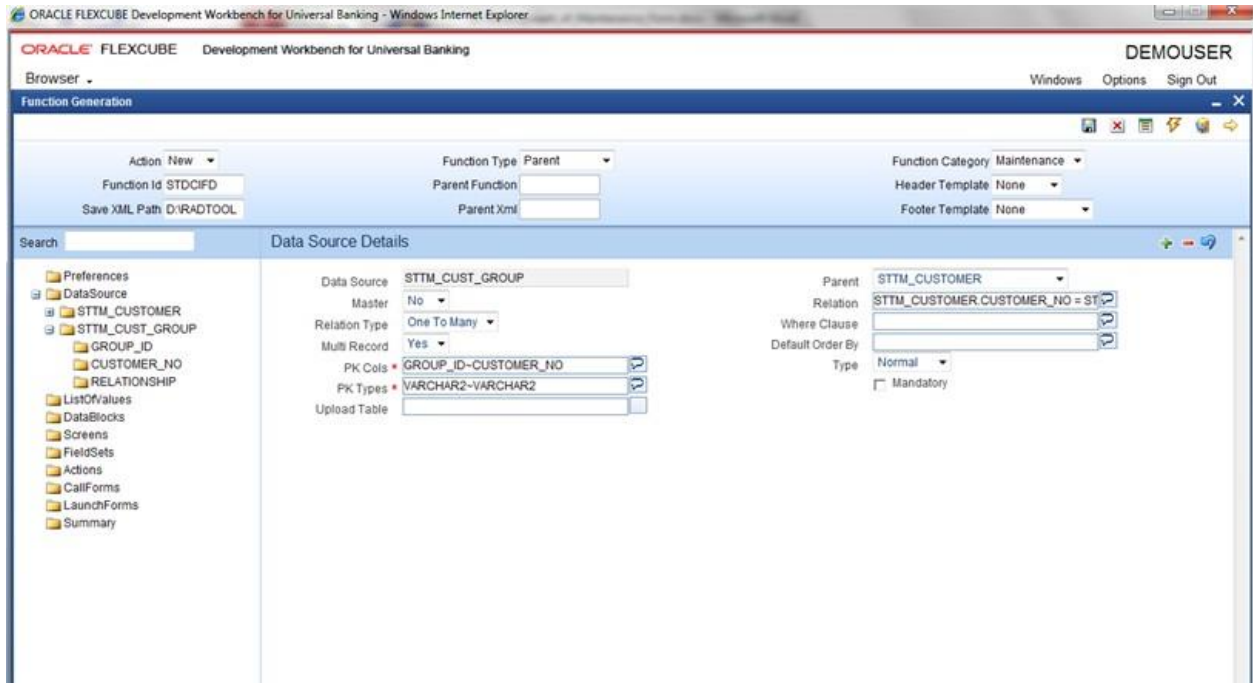 ORACLE FLEXCUBE Development Workbench for Universal Banking - Windows Internet Explorer
ORACLE FLEXCUBE Development Workbench for Universal Banking
DEMOUSER
Browser
Windows Options Sign Out
Function Generation
Action New
Function Type Parent
Function Category Maintenance
Function Id STDCIFD
Parent Function
Header Template None
Save XML Path D:\RADTOOL
Parent Xml
Footer Template None
Search
Data Source Details
Preferences
DataSource
STTM_CUSTOMER
STTM_CUST_GROUP
GROUP_ID
CUSTOMER_NO
RELATIONSHIP
ListOfValues
DataBlocks
Screens
FieldSets
Actions
CallForms
LaunchForms
Summary
Data Source STTM_CUST_GROUP
Master No
Relation Type One To Many
Multi Record Yes
PK Cols * GROUP_ID~CUSTOMER_NO
PK Types * VARCHAR2~VARCHAR2
Upload Table
Parent STTM_CUSTOMER
Relation STTM_CUSTOMER.CUSTOMER_NO = ST
Where Clause
Default Order By
Type Normal
Mandatory